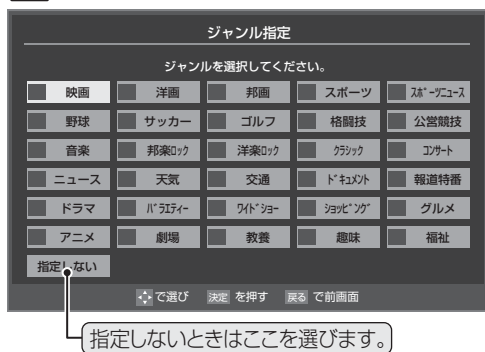 ジャンル指定
ジャンルを選択してください。
映画 洋画 邦画 スポーツ スポーツニュース
野球 サッカー ゴルフ 格闘技 公営競技
音楽 邦楽ロック 洋楽ロック クラシック コンサート
ニュース 天気 交通 ドキュメント 報道特番
ドラマ バラエティー ワイドショー ショッピング グルメ
アニメ 劇場 教養 趣味 福祉
指定しない
で選び 決定 を押す 戻る で前画面
指定しないときはここを選びます。